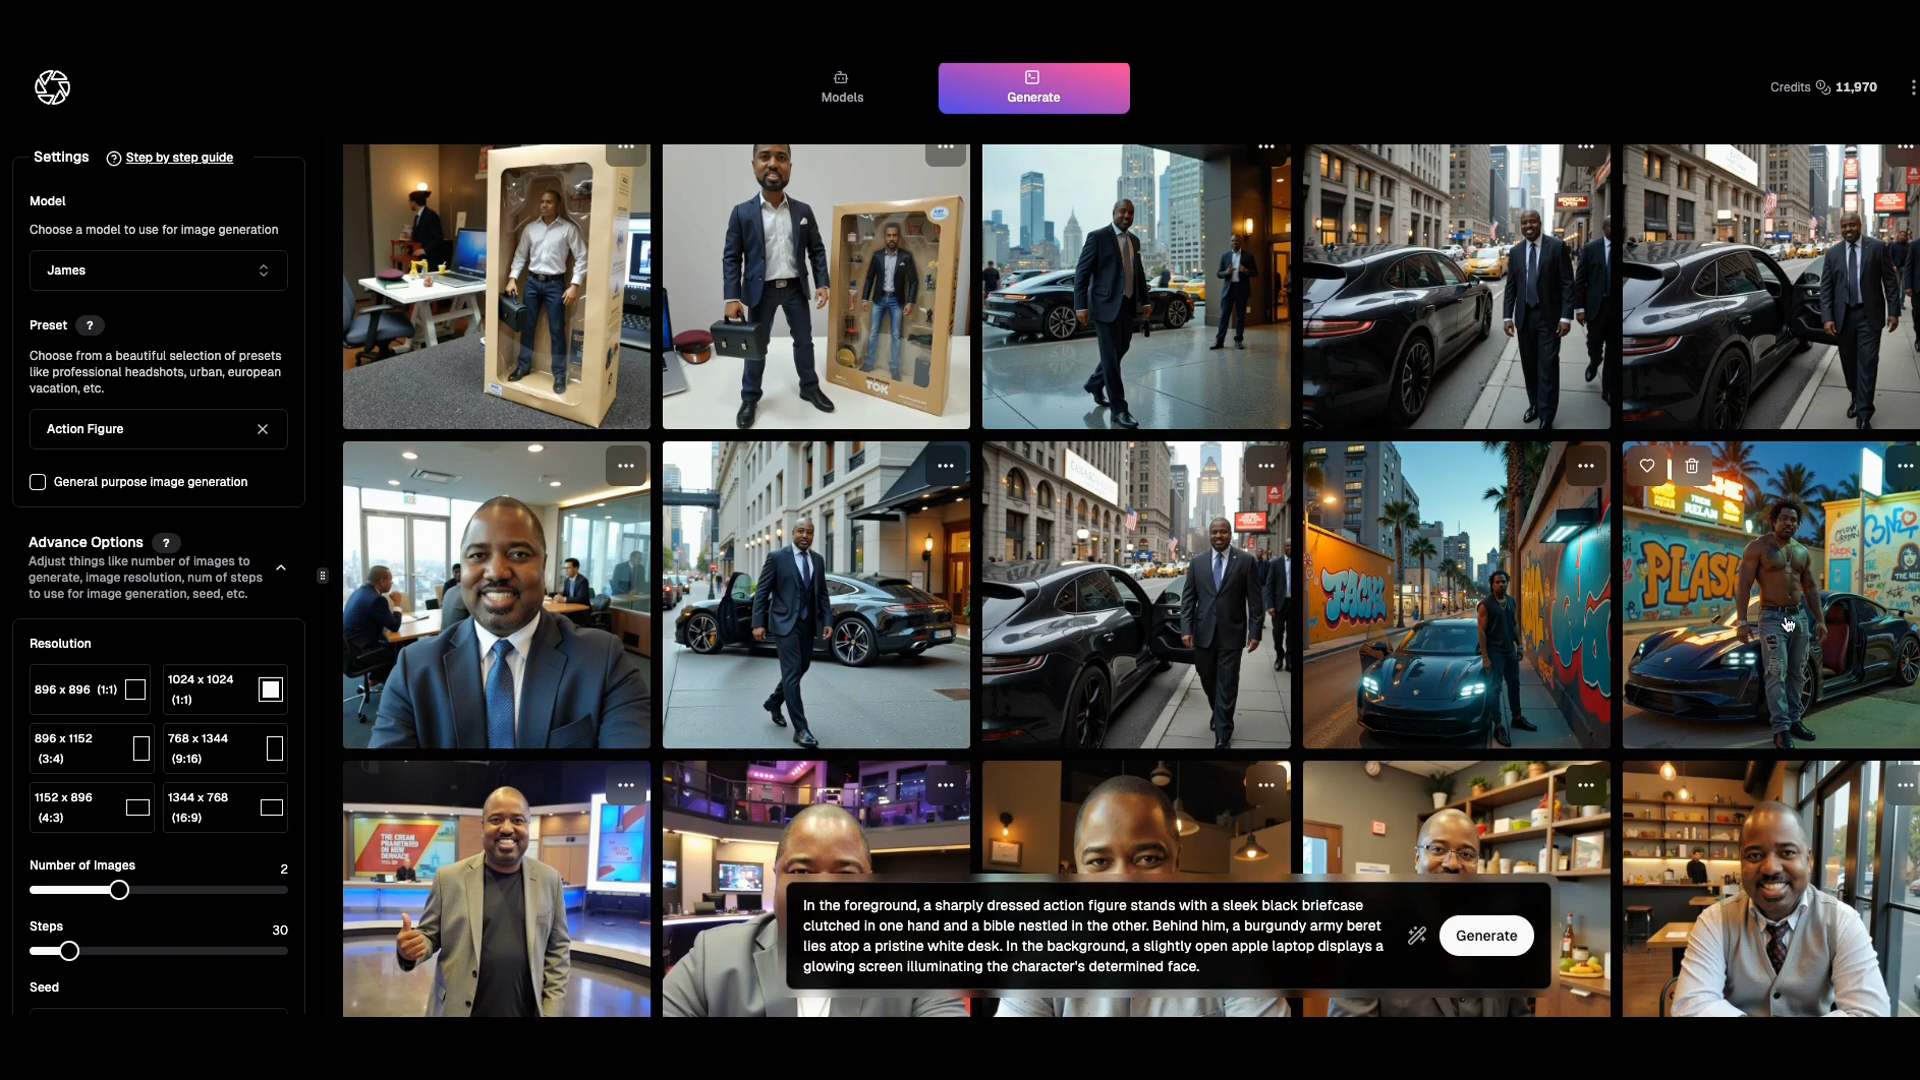 Models
Generate
Credits 11,970
Settings
Step by step guide
Model
Choose a model to use for image generation
James
Preset ?
Choose from a beautiful selection of presets
like professional headshots, urban, european
vacation, etc.
Action Figure
General purpose image generation
Advance Options ?
Adjust things like number of images to
generate, image resolution, num of steps
to use for image generation, seed, etc.
Resolution
896 x 896 (1:1)
1024 x 1024
(1:1)
896 x 1152
(3:4)
768 x 1344
(9:16)
1152 x 896
(4:3)
1344 x 768
(16:9)
Number of Images
2
Steps
30
Seed
TOK
OPEN
PLASK
THE CREAM
In the foreground, a sharply dressed action figure stands with a sleek black briefcase
clutched in one hand and a bible nestled in the other. Behind him, a burgundy army beret
lies atop a pristine white desk. In the background, a slightly open apple laptop displays a
glowing screen illuminating the character's determined face.
Generate